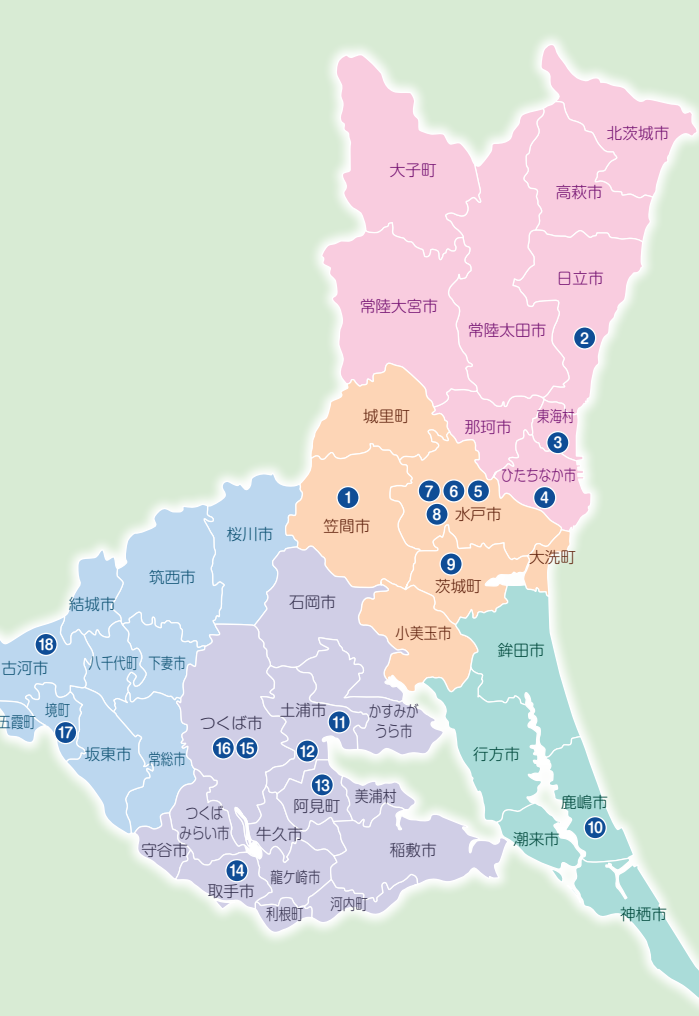 北茨城市
大子町
高萩市
日立市
常陸大宮市
常陸太田市
2
城里町
那珂市
東海村
3
ひたちなか市
4
1
笠間市
7 6 5
8
水戸市
桜川市
大洗町
9
茨城町
筑西市
結城市
石岡市
小美玉市
鉾田市
18
古河市
八千代町
下妻市
境町
五霞町
17
坂東市
常総市
つくば市
16 15
土浦市
11
かすみが
うら市
12
行方市
13
阿見町
美浦村
鹿嶋市
10
つくば
みらい市
牛久市
潮来市
守谷市
稲敷市
14
取手市
龍ケ崎市
利根町
河内町
神栖市